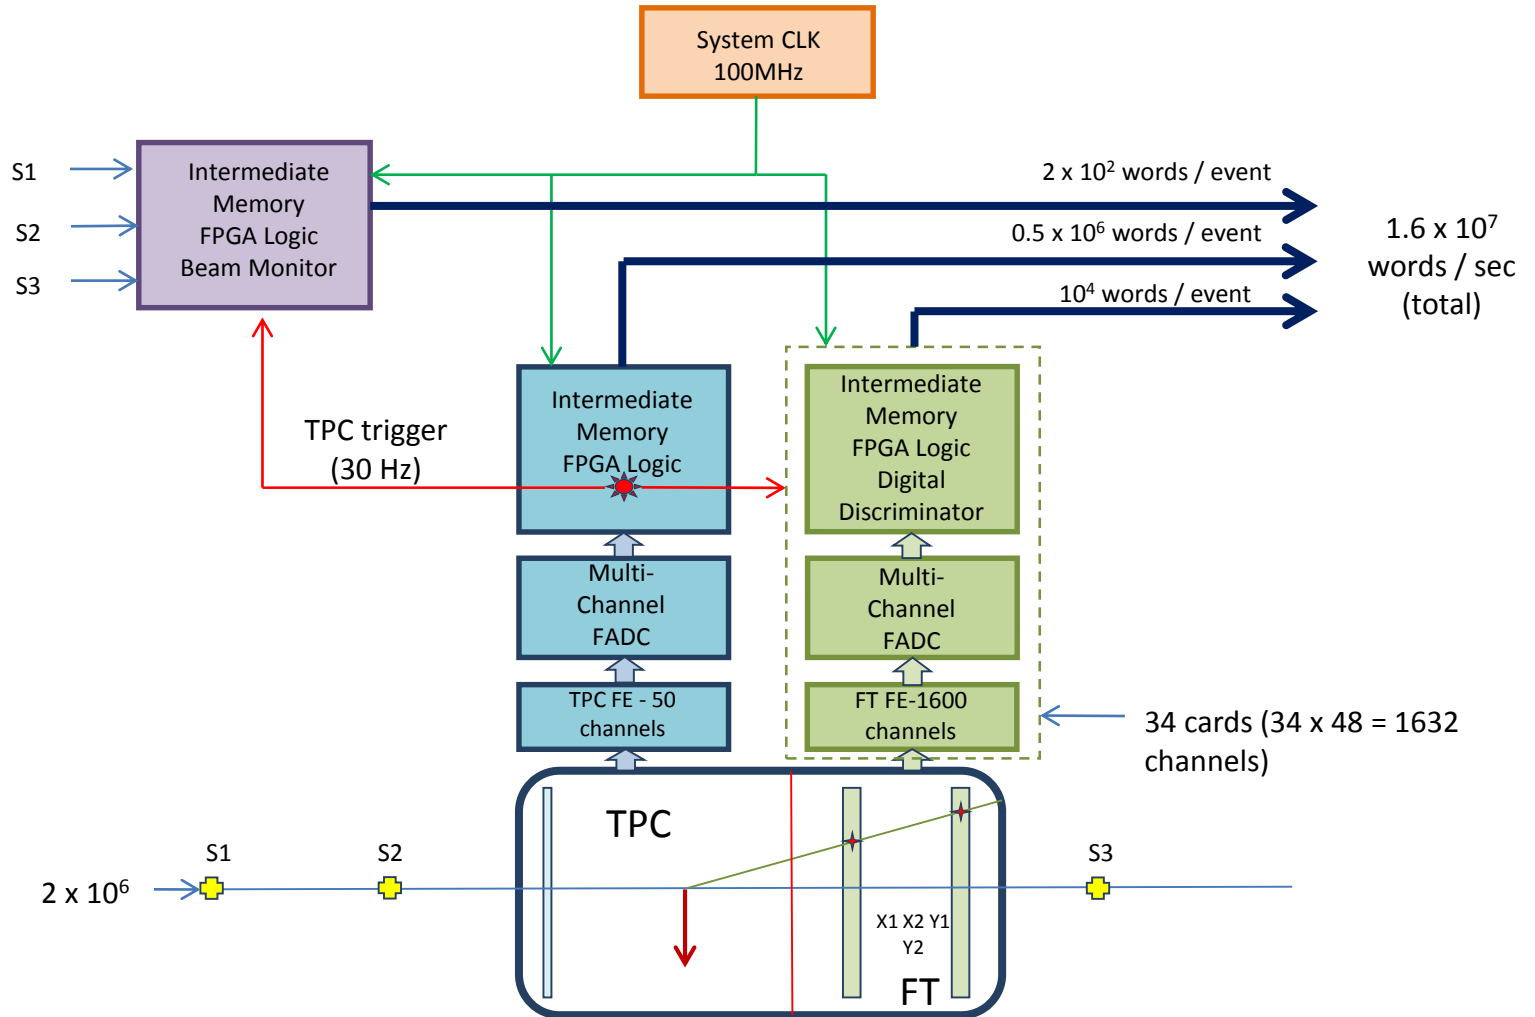 System CLK
100MHz
S1
S2
S3
Intermediate
Memory
FPGA Logic
Beam Monitor
2 x 10² words / event
0.5 x 10⁶ words / event
10⁴ words / event
1.6 x 10⁷
words / sec
(total)
TPC trigger
(30 Hz)
Intermediate
Memory
FPGA Logic
Intermediate
Memory
FPGA Logic
Digital
Discriminator
Multi-
Channel
FADC
Multi-
Channel
FADC
TPC FE - 50
channels
FT FE-1600
channels
34 cards (34 x 48 = 1632
channels)
TPC
S1
S2
S3
2 x 10⁶
X1 X2 Y1
Y2
FT